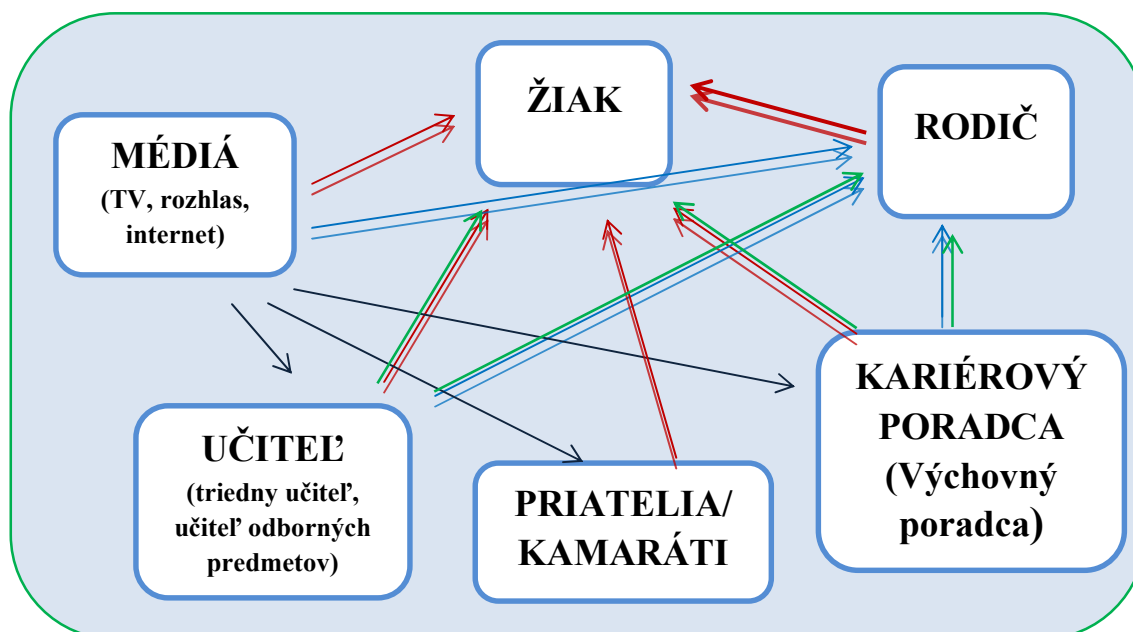 ŽIAK
RODIČ
MÉDIÁ
(TV, rozhlas,
internet)
UČITEĽ
(triedny učiteľ,
učiteľ odborných
predmetov)
PRIATELIA/
KAMARÁTI
KARIÉROVÝ
PORADCA
(Výchovný
poradca)